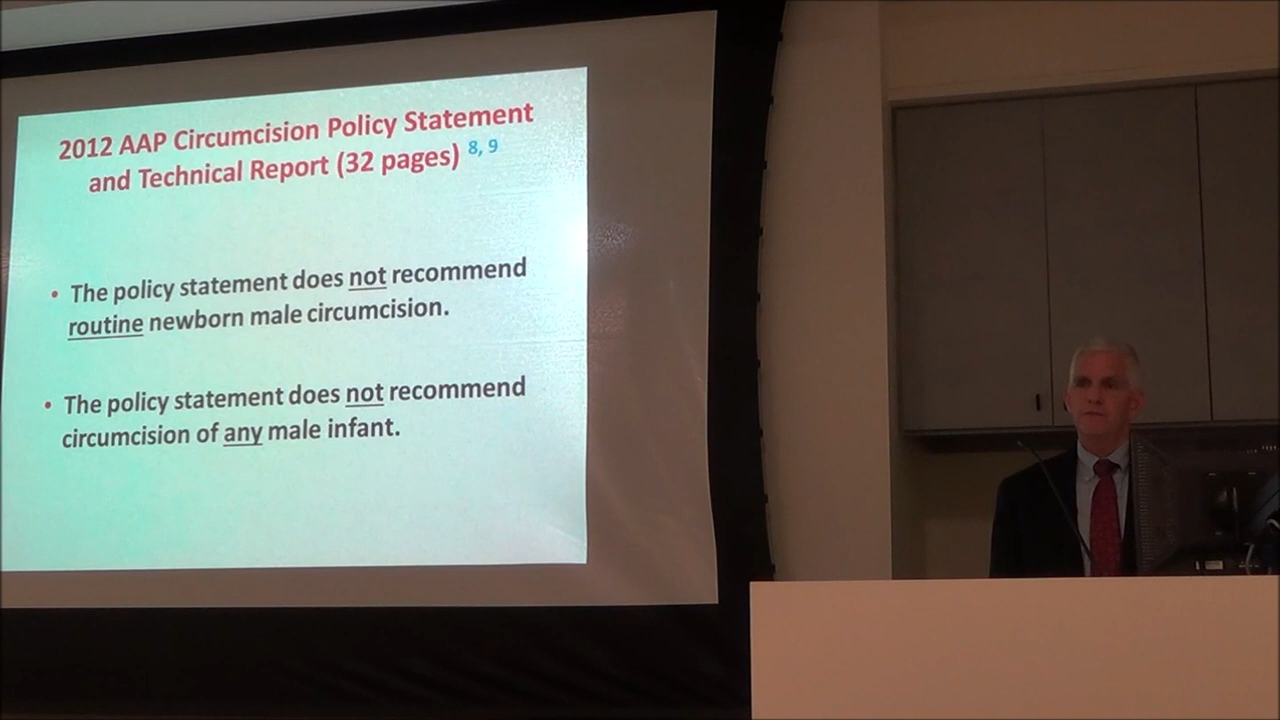 2012 AAP Circumcision Policy Statement
and Technical Report (32 pages) 8, 9
• The policy statement does not recommend
routine newborn male circumcision.
• The policy statement does not recommend
circumcision of any male infant.